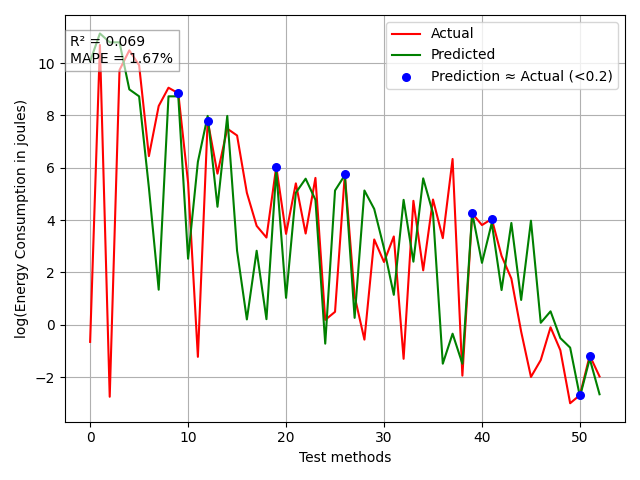 R² = 0.069
MAPE = 1.67%
Actual
Predicted
Prediction ≈ Actual (<0.2)
log(Energy Consumption in joules)
10
8
6
4
2
0
−2
0
10
20
30
40
50
Test methods